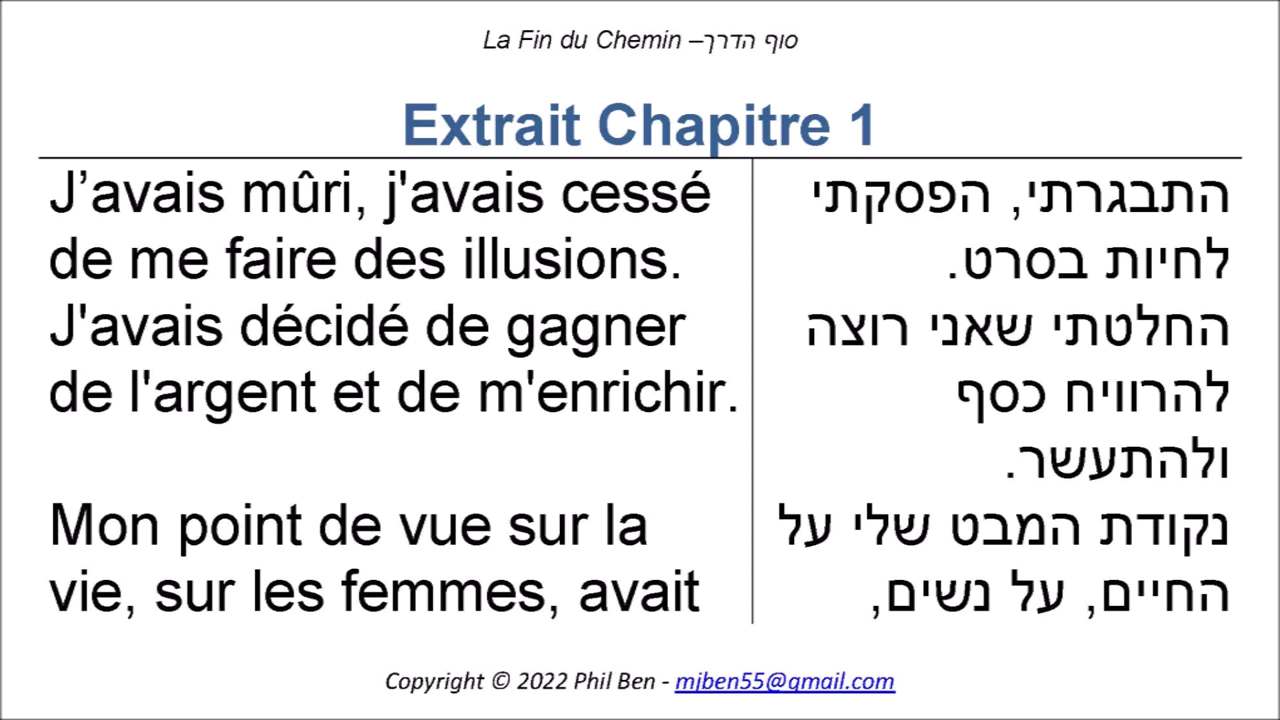 La Fin du Chemin –סוף הדרך
Extrait Chapitre 1
J’avais mûri, j'avais cessé
de me faire des illusions.
J'avais décidé de gagner
de l'argent et de m'enrichir.
Mon point de vue sur la
vie, sur les femmes, avait
התבגרתי, הפסקתי
לחיות בסרט.
החלטתי שאני רוצה
להרוויח כסף
ולהתעשר.
נקודת המבט שלי על
החיים, על נשים,
Copyright © 2022 Phil Ben - mjben55@gmail.com